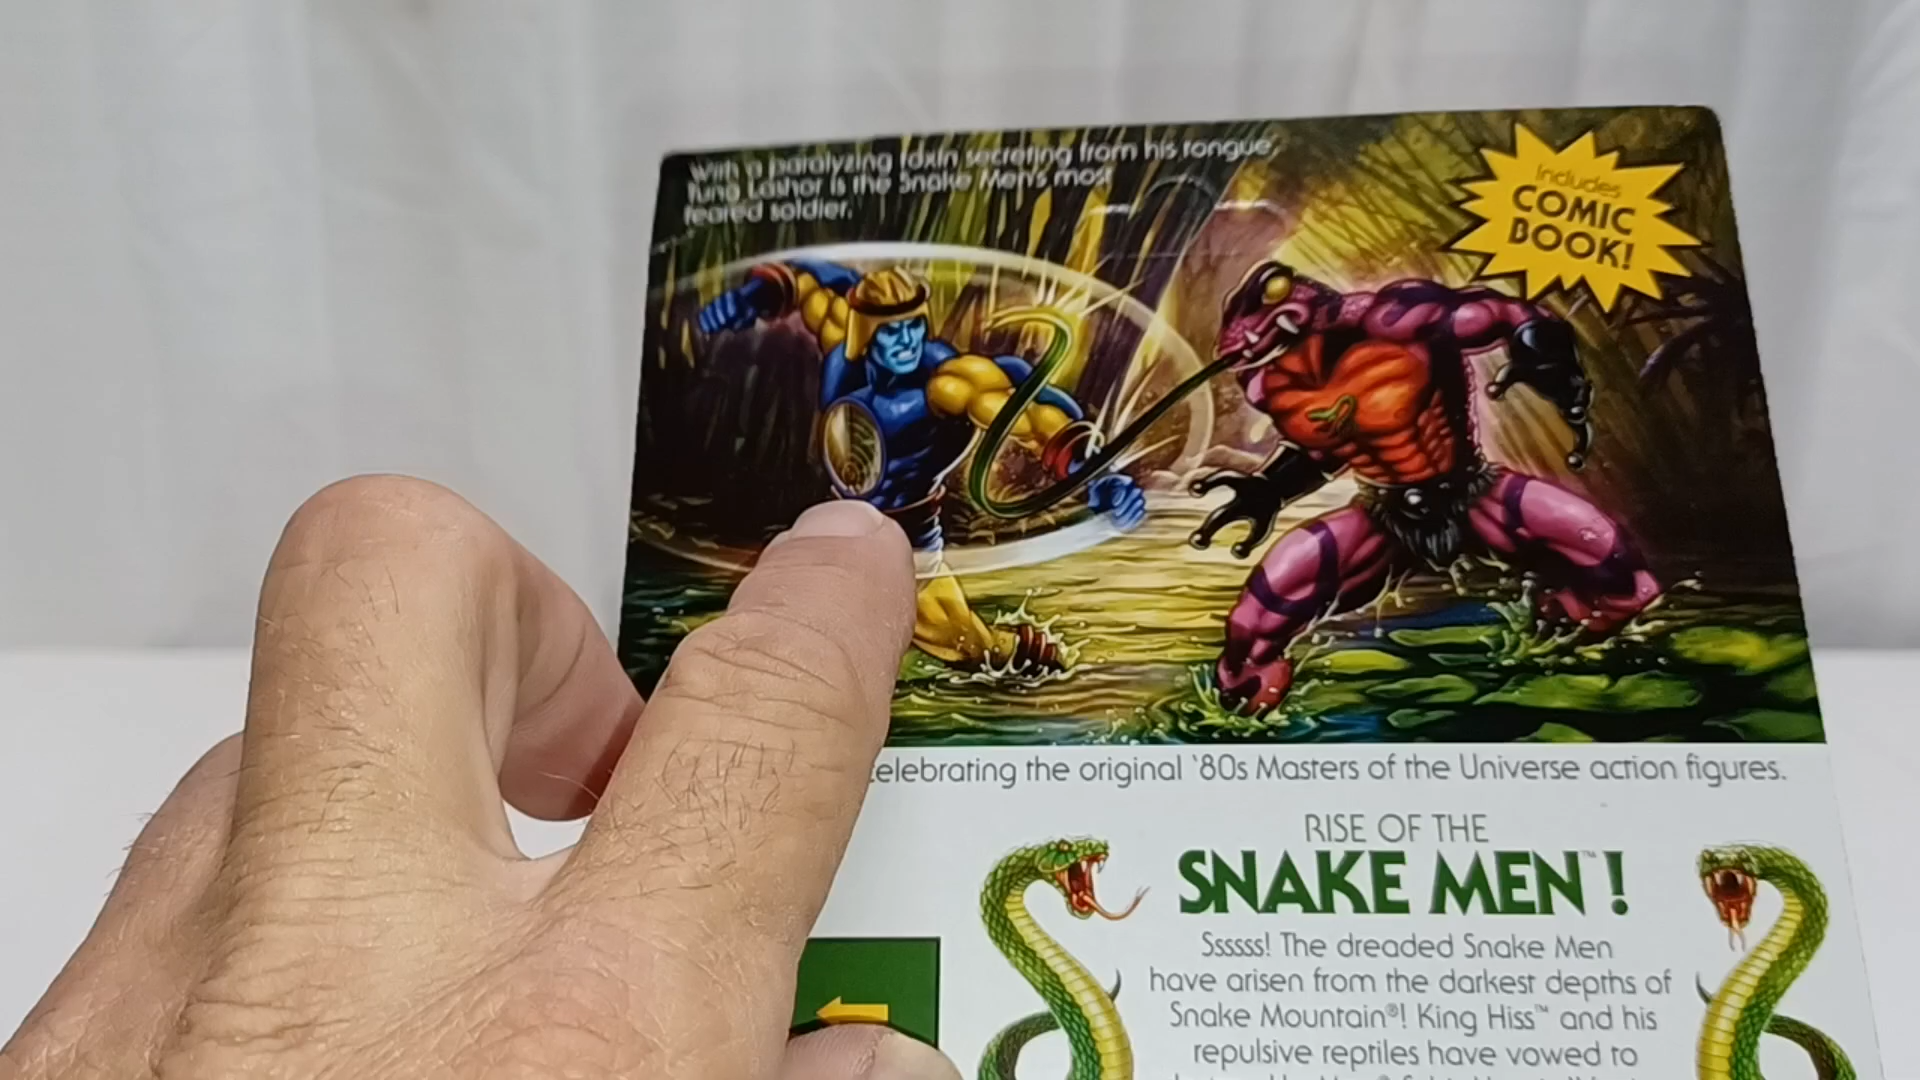 With a paralyzing toxin secreting from his tongue,
Tung Lashor is the Snake Men's most
feared soldier.
Includes
COMIC
BOOK!
celebrating the original '80s Masters of the Universe action figures.
RISE OF THE
SNAKE MEN™!
Ssssss! The dreaded Snake Men
have arisen from the darkest depths of
Snake Mountain®! King Hiss™ and his
repulsive reptiles have vowed to